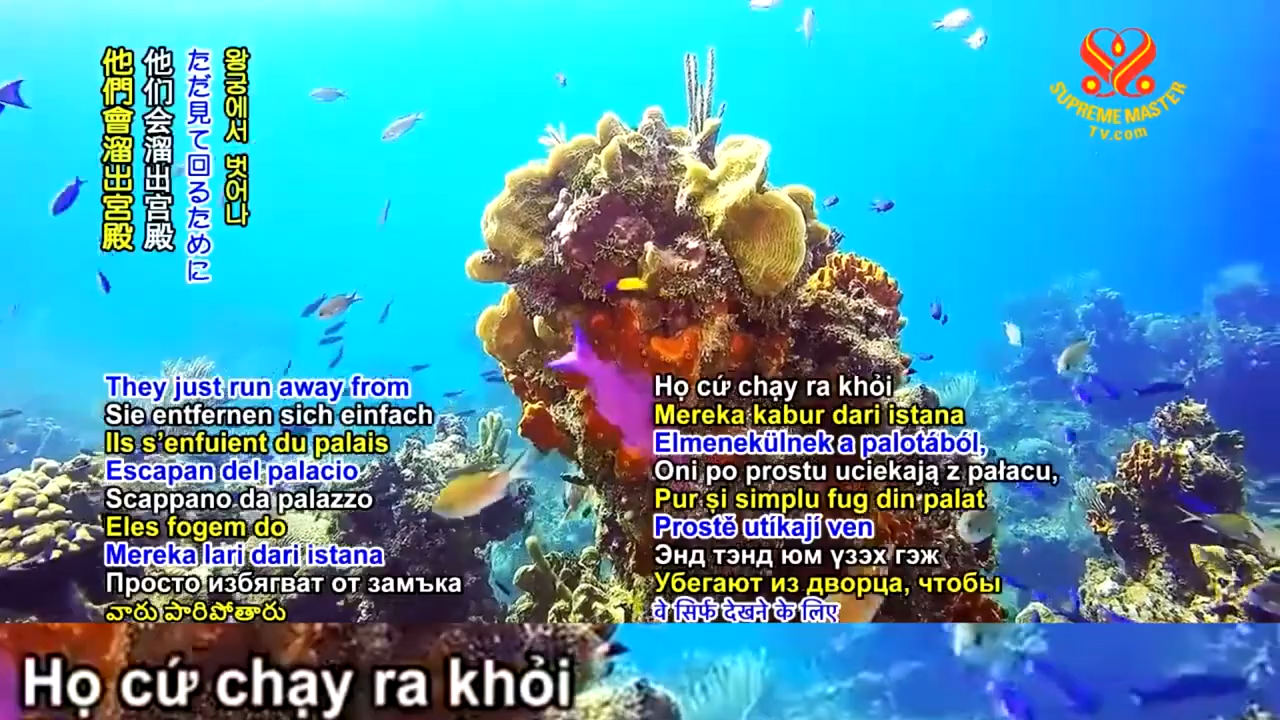 왕궁에서 벗어나
ただ見て回るために
他们会溜出宫殿
他們會溜出宮殿
SUPREME MASTER
TV.com
They just run away from
Sie entfernen sich einfach
Ils s'enfuient du palais
Escapan del palacio
Scappano da palazzo
Eles fogem do
Mereka lari dari istana
Просто избягват от замъка
వారు పారిపోతారు
Họ cứ chạy ra khỏi
Mereka kabur dari istana
Elmenekülnek a palotából,
Oni po prostu uciekają z pałacu,
Pur și simplu fug din palat
Prostě utíkají ven
Энд тэнд юм үзэх гэж
Убегают из дворца, чтобы
वे सिर्फ देखने के लिए
Họ cứ chạy ra khỏi